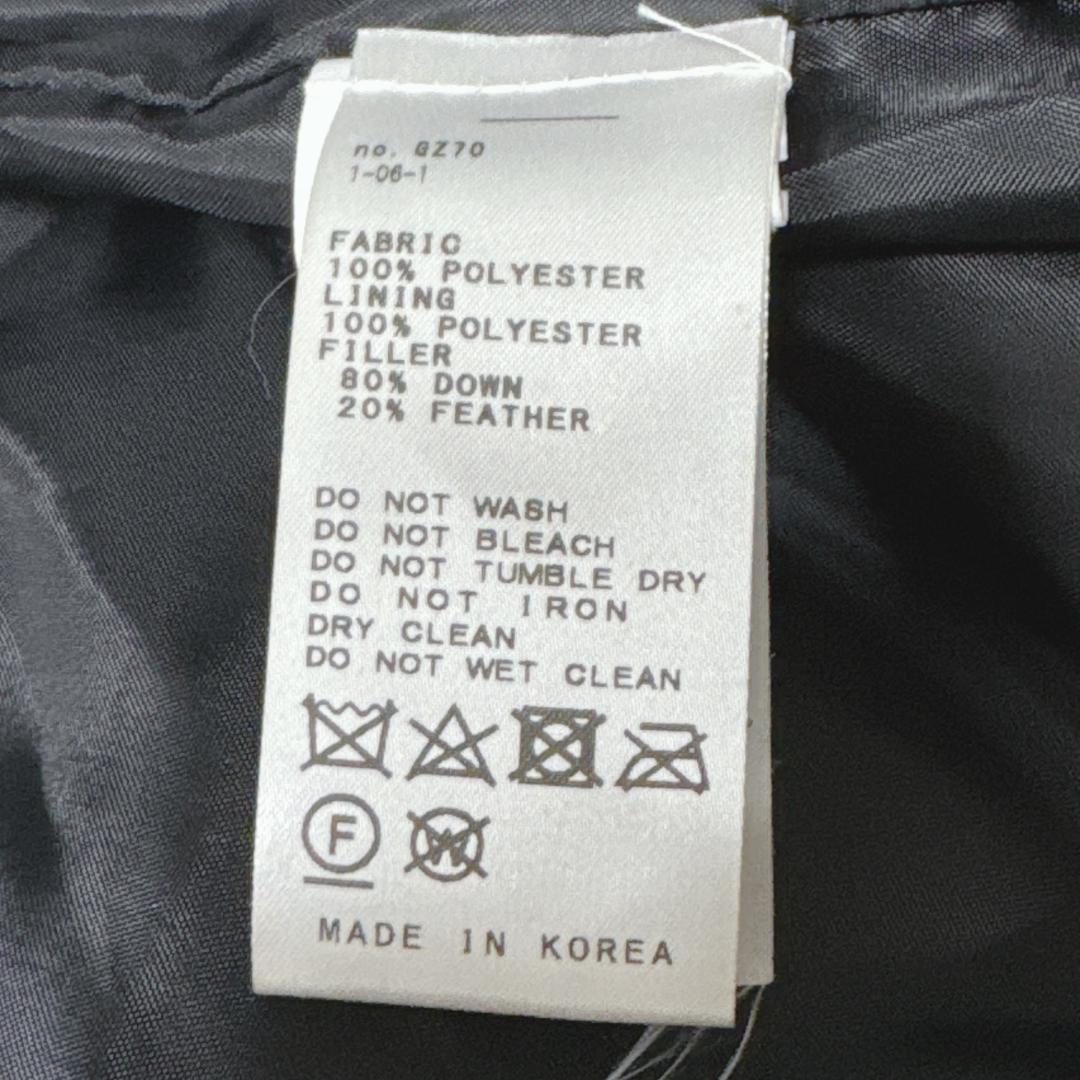 no. GZ70
1-06-1
FABRIC
100% POLYESTER
LINING
100% POLYESTER
FILLER
80% DOWN
20% FEATHER
DO NOT WASH
DO NOT BLEACH
DO NOT TUMBLE DRY
DO NOT IRON
DRY CLEAN
DO NOT WET CLEAN
F W
MADE IN KOREA